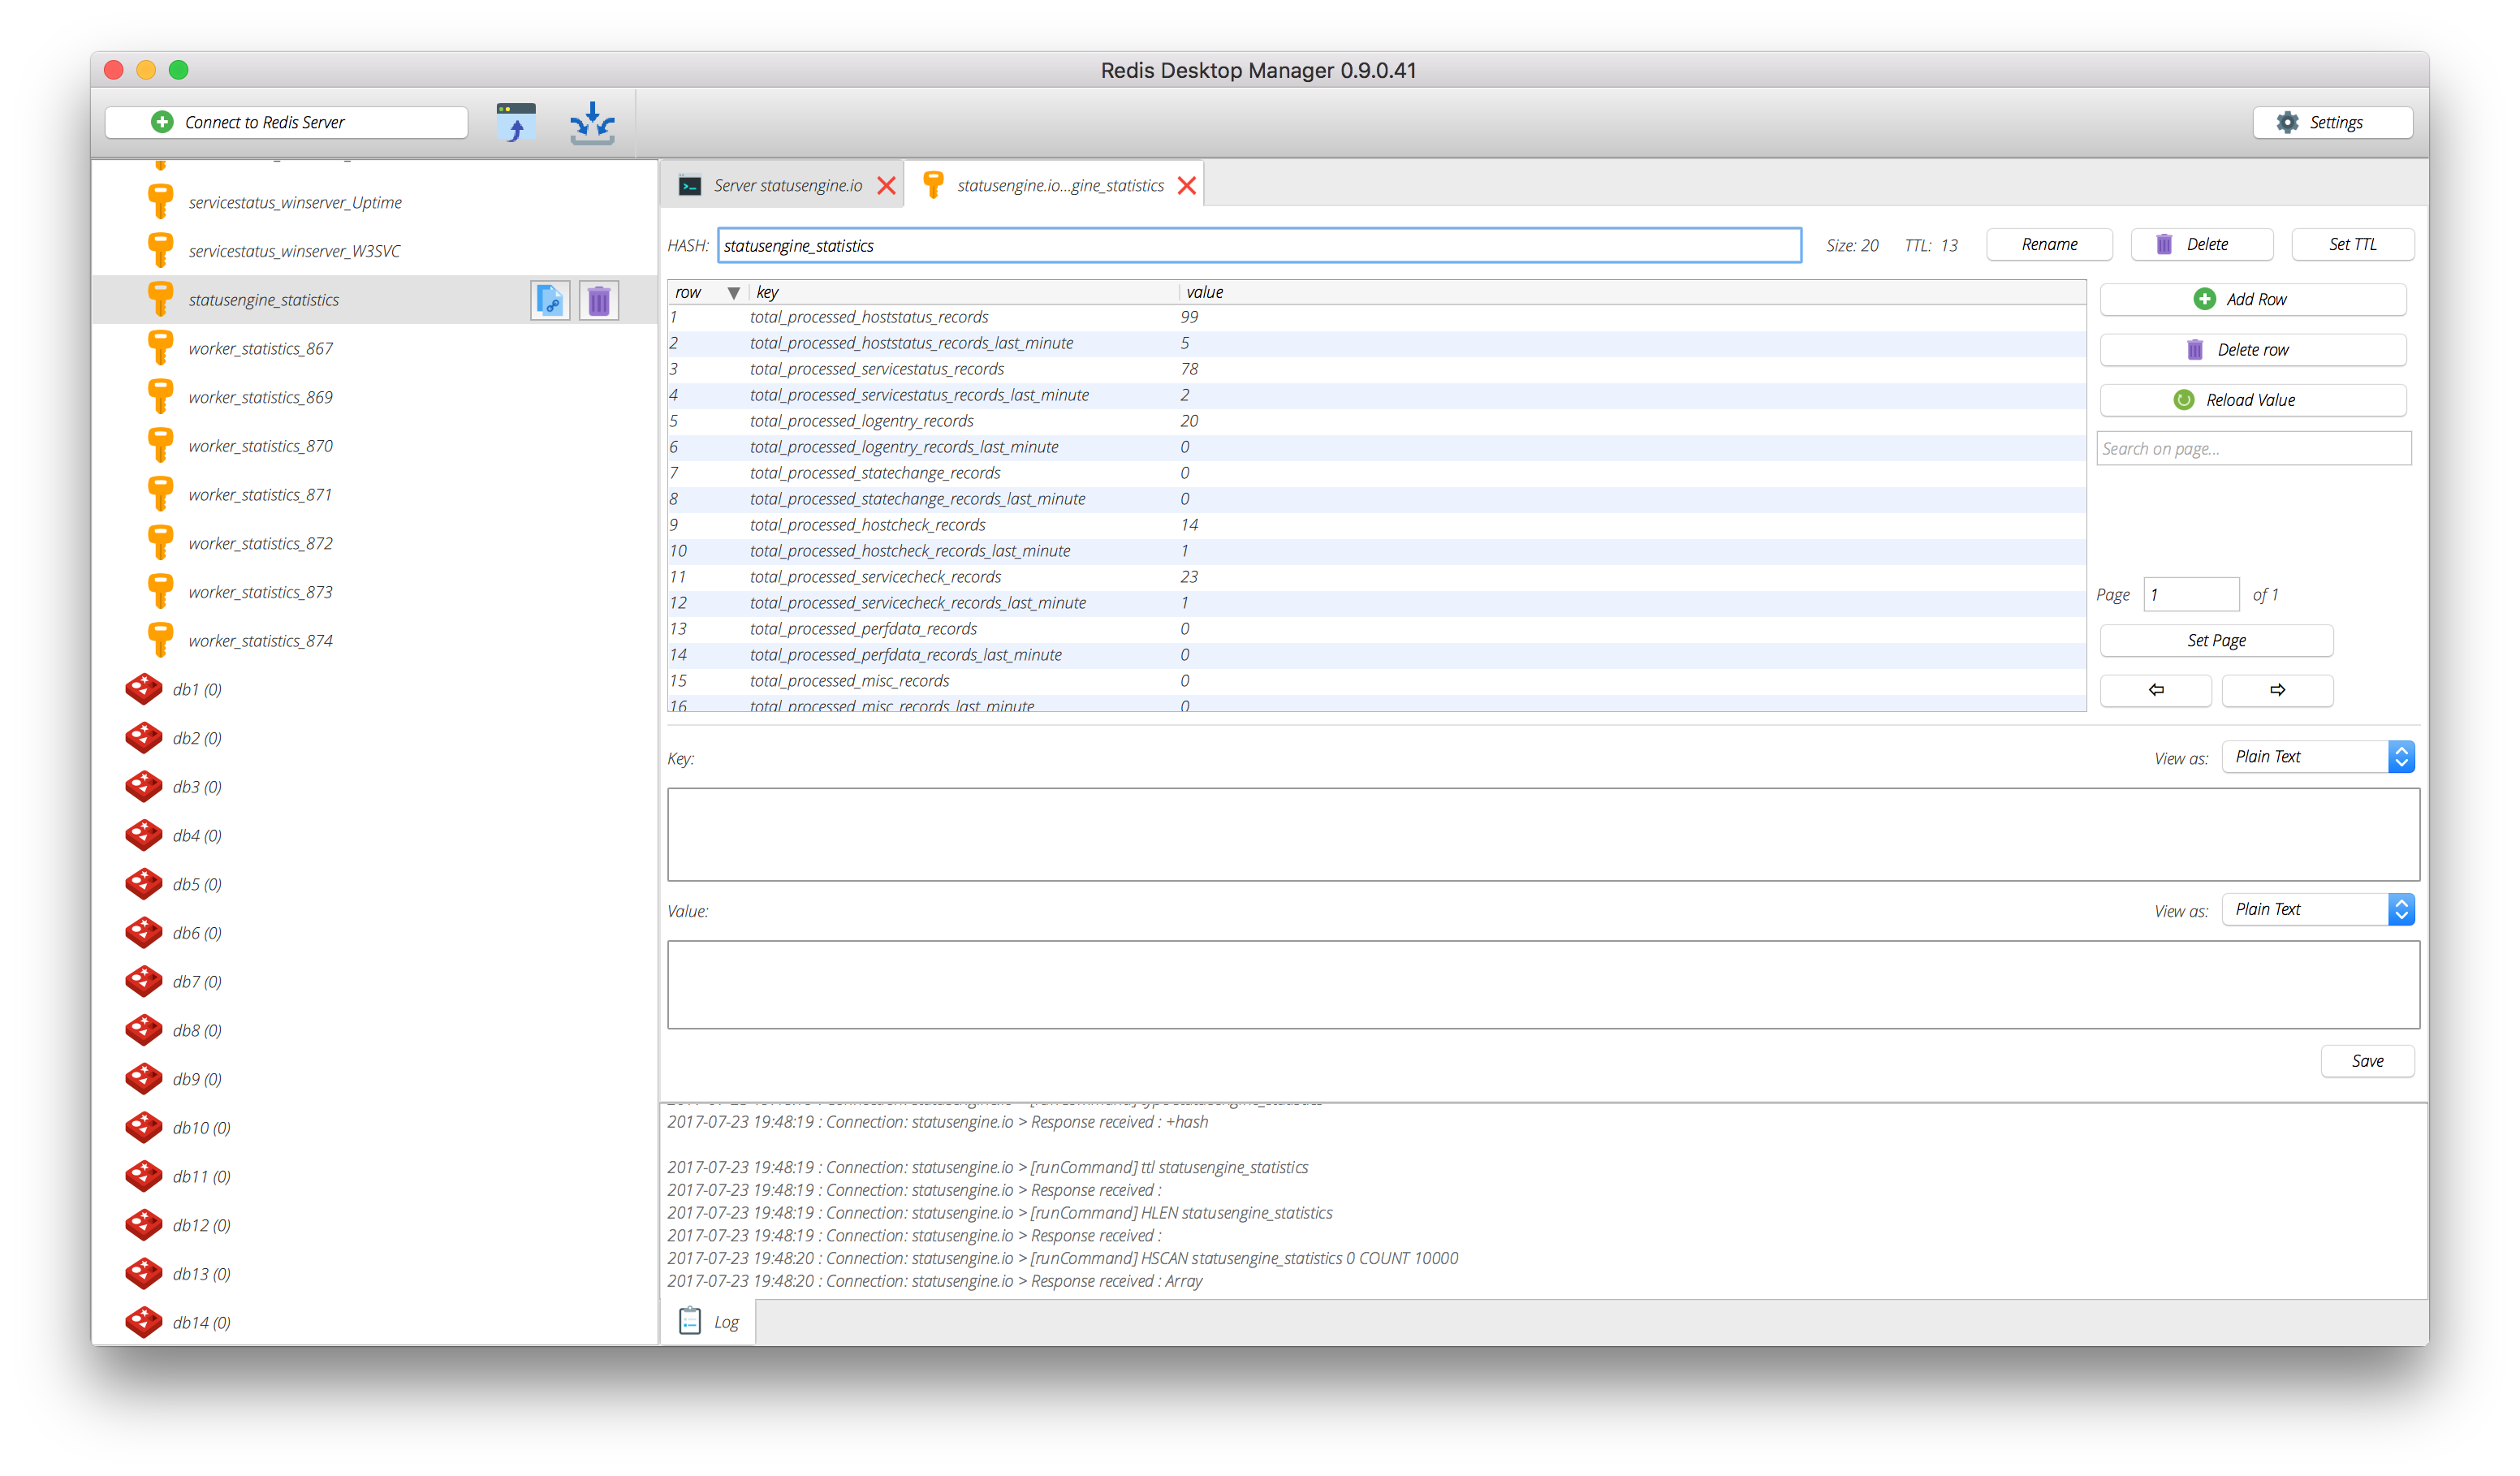 Redis Desktop Manager 0.9.0.41
Connect to Redis Server
Settings
servicestatus_winserver_Uptime
servicestatus_winserver_W3SVC
statusengine_statistics
worker_statistics_867
worker_statistics_869
worker_statistics_870
worker_statistics_871
worker_statistics_872
worker_statistics_873
worker_statistics_874
db1 (0)
db2 (0)
db3 (0)
db4 (0)
db5 (0)
db6 (0)
db7 (0)
db8 (0)
db9 (0)
db10 (0)
db11 (0)
db12 (0)
db13 (0)
db14 (0)
Server statusengine.io
statusengine.io...gine_statistics
HASH: statusengine_statistics Size: 20 TTL: 13 Rename Delete Set TTL
row key value
1 total_processed_hoststatus_records 99
2 total_processed_hoststatus_records_last_minute 5
3 total_processed_servicestatus_records 78
4 total_processed_servicestatus_records_last_minute 2
5 total_processed_logentry_records 20
6 total_processed_logentry_records_last_minute 0
7 total_processed_statechange_records 0
8 total_processed_statechange_records_last_minute 0
9 total_processed_hostcheck_records 14
10 total_processed_hostcheck_records_last_minute 1
11 total_processed_servicecheck_records 23
12 total_processed_servicecheck_records_last_minute 1
13 total_processed_perfdata_records 0
14 total_processed_perfdata_records_last_minute 0
15 total_processed_misc_records 0
16 total_processed_misc_records_last_minute 0
Add Row
Delete row
Reload Value
Search on page...
Page 1 of 1
Set Page
Key: View as: Plain Text
Value: View as: Plain Text
Save
2017-07-23 19:48:19 : Connection: statusengine.io > Response received : +hash
2017-07-23 19:48:19 : Connection: statusengine.io > [runCommand] ttl statusengine_statistics
2017-07-23 19:48:19 : Connection: statusengine.io > Response received :
2017-07-23 19:48:19 : Connection: statusengine.io > [runCommand] HLEN statusengine_statistics
2017-07-23 19:48:19 : Connection: statusengine.io > Response received :
2017-07-23 19:48:20 : Connection: statusengine.io > [runCommand] HSCAN statusengine_statistics 0 COUNT 10000
2017-07-23 19:48:20 : Connection: statusengine.io > Response received : Array
Log